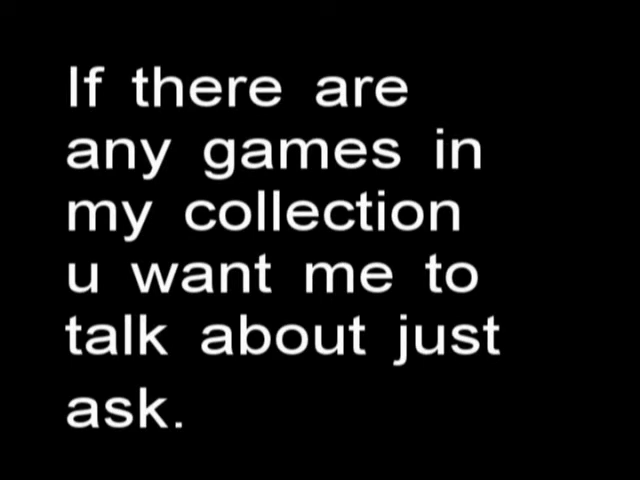 If there are
any games in
my collection
u want me to
talk about just
ask.